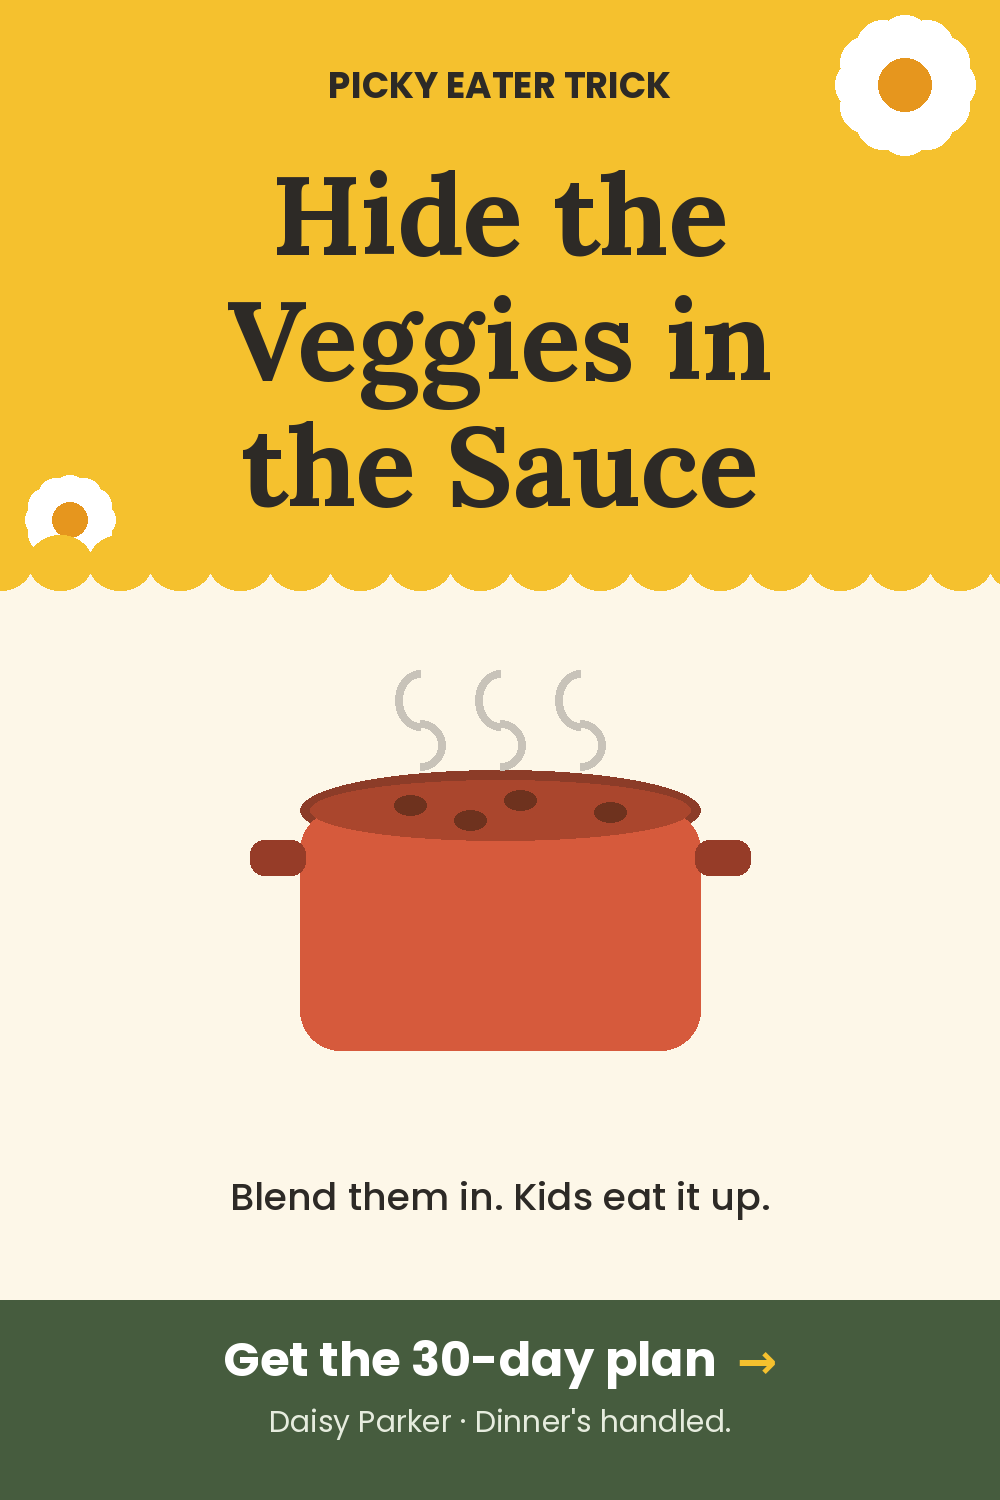 PICKY EATER TRICK
Hide the
Veggies in
the Sauce
Blend them in. Kids eat it up.
Get the 30-day plan →
Daisy Parker · Dinner's handled.